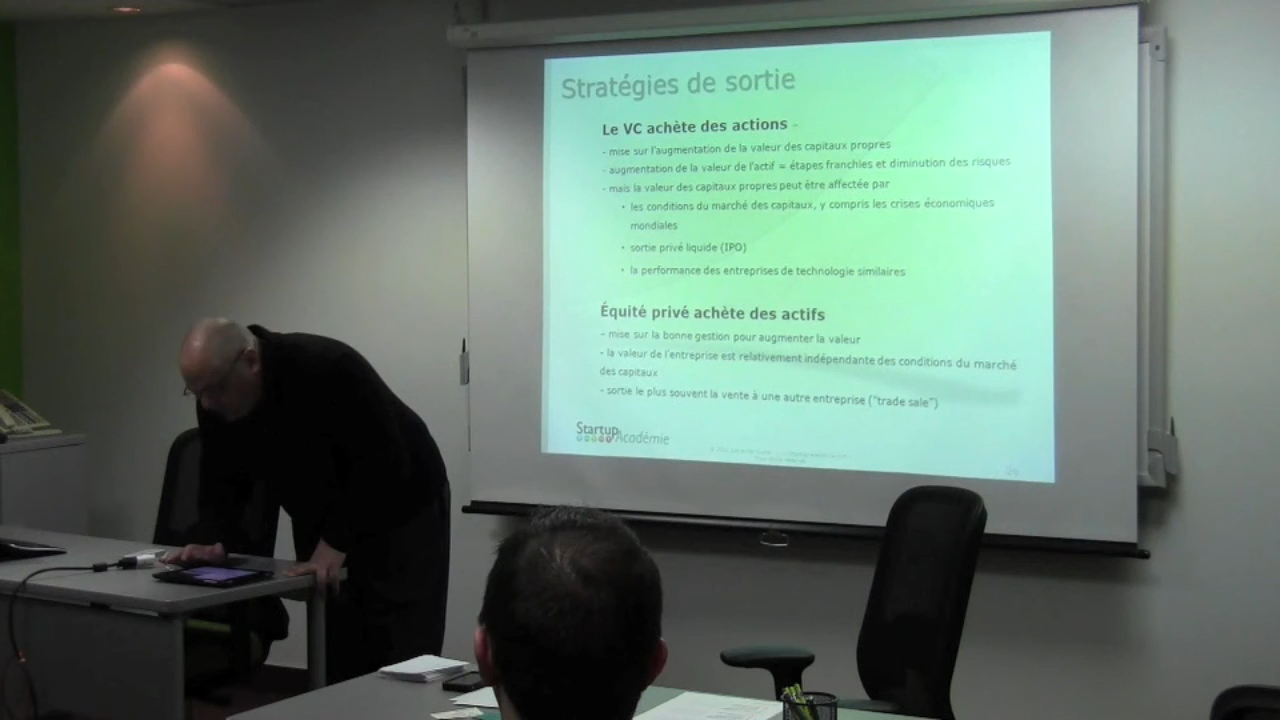 Stratégies de sortie
Le VC achète des actions -
- mise sur l'augmentation de la valeur des capitaux propres
- augmentation de la valeur de l'actif = étapes franchies et diminution des risques
- mais la valeur des capitaux propres peut être affectée par
• les conditions du marché des capitaux, y compris les crises économiques
mondiales
• sortie privé liquide (IPO)
• la performance des entreprises de technologie similaires
Équité privé achète des actifs
- mise sur la bonne gestion pour augmenter la valeur
- la valeur de l'entreprise est relativement indépendante des conditions du marché
des capitaux
- sortie le plus souvent la vente à une autre entreprise ("trade sale")
Startup
Académie